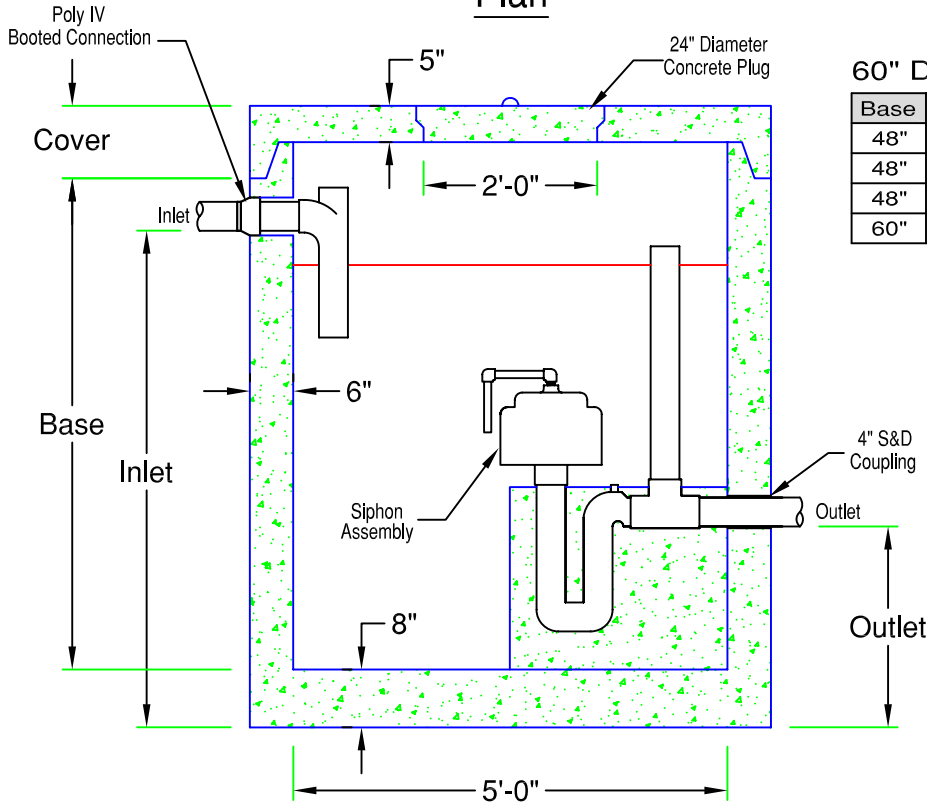 Plan
Poly IV
Booted Connection
5"
24" Diameter
Concrete Plug
60" D
Base
48"
48"
48"
60"
Cover
2'-0"
Inlet
6"
Base
Inlet
4" S&D
Coupling
Siphon
Assembly
Outlet
8"
Outlet
5'-0"